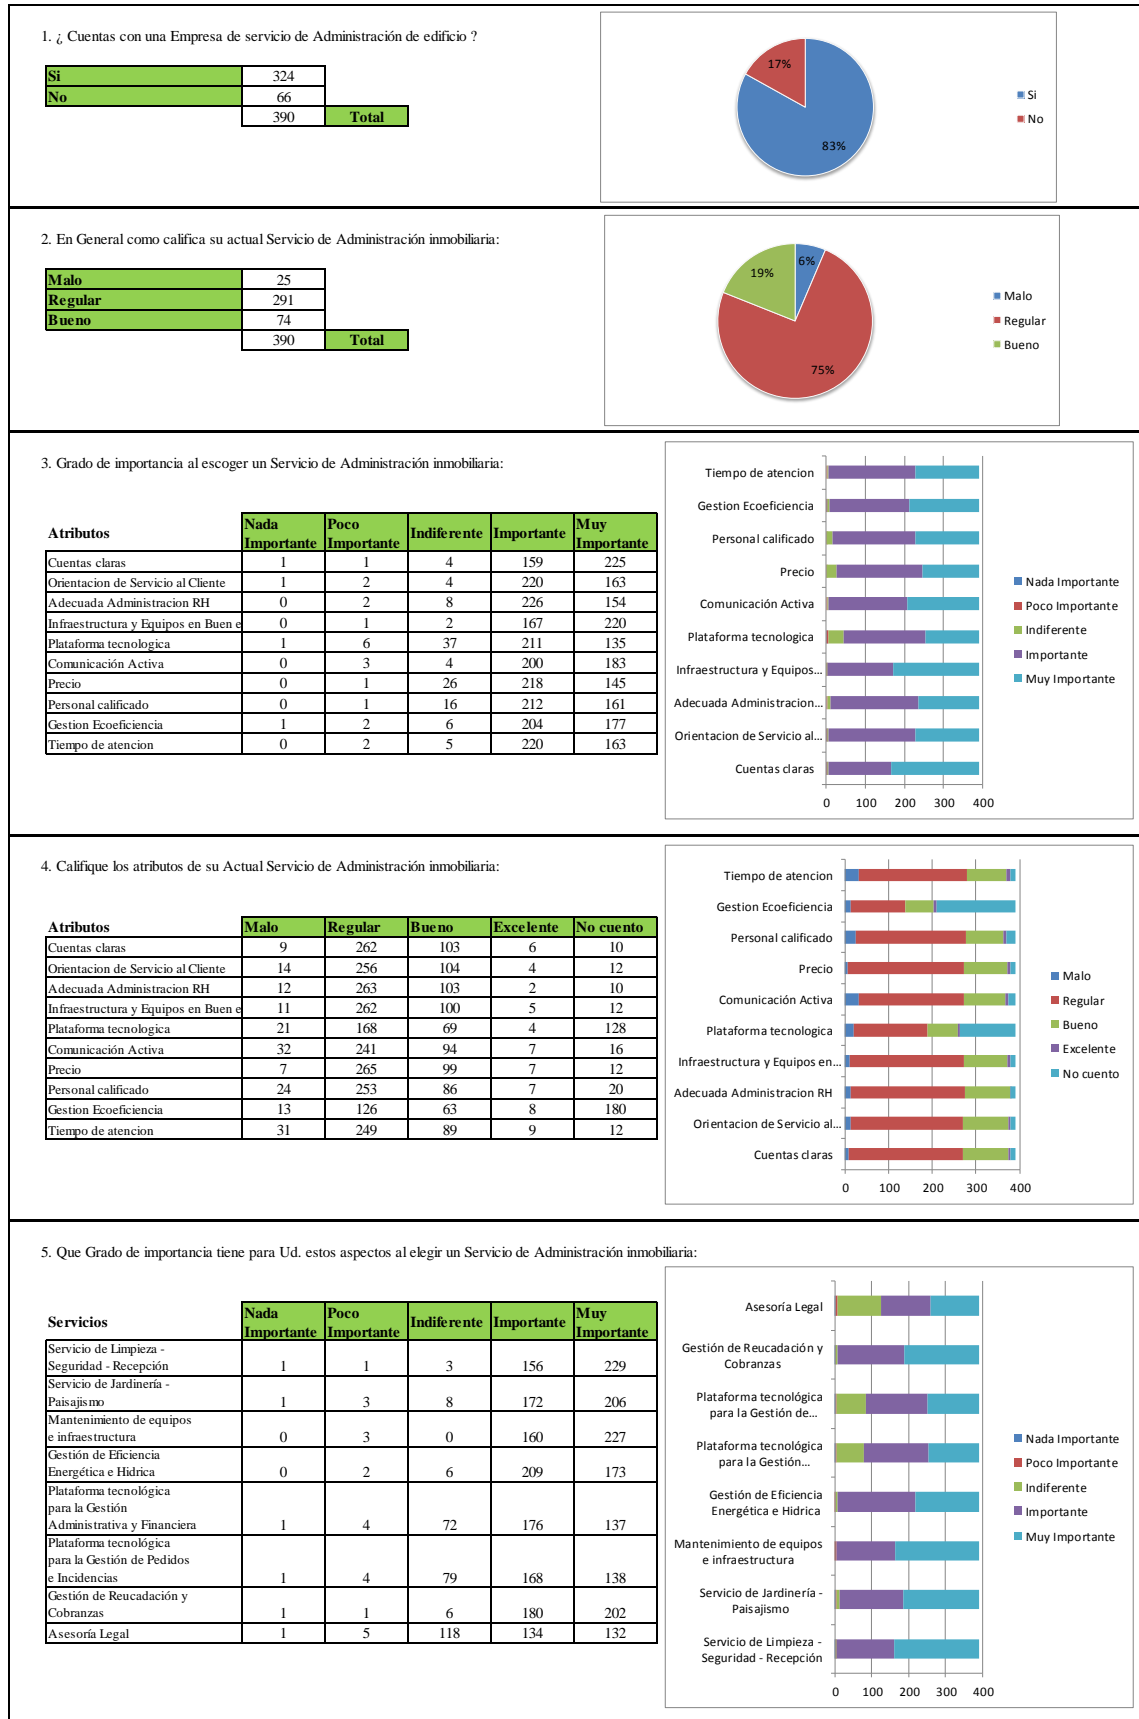 1. ¿ Cuentas con una Empresa de servicio de Administración de edificio ?
Si 324
No 66
390 Total
17%
83%
Si
No
2. En General como califica su actual Servicio de Administración inmobiliaria:
Malo 25
Regular 291
Bueno 74
390 Total
6%
19%
75%
Malo
Regular
Bueno
3. Grado de importancia al escoger un Servicio de Administración inmobiliaria:
Atributos Nada Importante Poco Importante Indiferente Importante Muy Importante
Cuentas claras 1 1 4 159 225
Orientacion de Servicio al Cliente 1 2 4 220 163
Adecuada Administracion RH 0 2 8 226 154
Infraestructura y Equipos en Buen e 0 1 2 167 220
Plataforma tecnologica 1 6 37 211 135
Comunicación Activa 0 3 4 200 183
Precio 0 1 26 218 145
Personal calificado 0 1 16 212 161
Gestion Ecoeficiencia 1 2 6 204 177
Tiempo de atencion 0 2 5 220 163
Tiempo de atencion
Gestion Ecoeficiencia
Personal calificado
Precio
Comunicación Activa
Plataforma tecnologica
Infraestructura y Equipos...
Adecuada Administracion...
Orientacion de Servicio al...
Cuentas claras
0 100 200 300 400
Nada Importante
Poco Importante
Indiferente
Importante
Muy Importante
4. Califique los atributos de su Actual Servicio de Administración inmobiliaria:
Atributos Malo Regular Bueno Excelente No cuento
Cuentas claras 9 262 103 6 10
Orientacion de Servicio al Cliente 14 256 104 4 12
Adecuada Administracion RH 12 263 103 2 10
Infraestructura y Equipos en Buen e 11 262 100 5 12
Plataforma tecnologica 21 168 69 4 128
Comunicación Activa 32 241 94 7 16
Precio 7 265 99 7 12
Personal calificado 24 253 86 7 20
Gestion Ecoeficiencia 13 126 63 8 180
Tiempo de atencion 31 249 89 9 12
Tiempo de atencion
Gestion Ecoeficiencia
Personal calificado
Precio
Comunicación Activa
Plataforma tecnologica
Infraestructura y Equipos en...
Adecuada Administracion RH
Orientacion de Servicio al...
Cuentas claras
0 100 200 300 400
Malo
Regular
Bueno
Excelente
No cuento
5. Que Grado de importancia tiene para Ud. estos aspectos al elegir un Servicio de Administración inmobiliaria:
Servicios Nada Importante Poco Importante Indiferente Importante Muy Importante
Servicio de Limpieza -
Seguridad - Recepción 1 1 3 156 229
Servicio de Jardinería -
Paisajismo 1 3 8 172 206
Mantenimiento de equipos
e infraestructura 0 3 0 160 227
Gestión de Eficiencia
Energética e Hidrica 0 2 6 209 173
Plataforma tecnológica
para la Gestión
Administrativa y Financiera 1 4 72 176 137
Plataforma tecnológica
para la Gestión de Pedidos
e Incidencias 1 4 79 168 138
Gestión de Reucadación y
Cobranzas 1 1 6 180 202
Asesoría Legal 1 5 118 134 132
Asesoría Legal
Gestión de Reucadación y
Cobranzas
Plataforma tecnológica
para la Gestión de...
Plataforma tecnológica
para la Gestión...
Gestión de Eficiencia
Energética e Hidrica
Mantenimiento de equipos
e infraestructura
Servicio de Jardinería -
Paisajismo
Servicio de Limpieza -
Seguridad - Recepción
0 100 200 300 400
Nada Importante
Poco Importante
Indiferente
Importante
Muy Importante